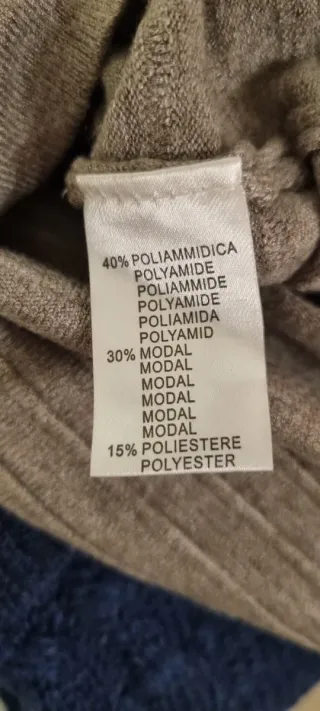 40% POLIAMMIDICA
POLYAMIDE
POLIAMMIDE
POLYAMIDE
POLIAMIDA
POLYAMID
30% MODAL
MODAL
MODAL
MODAL
MODAL
MODAL
15% POLIESTERE
POLYESTER